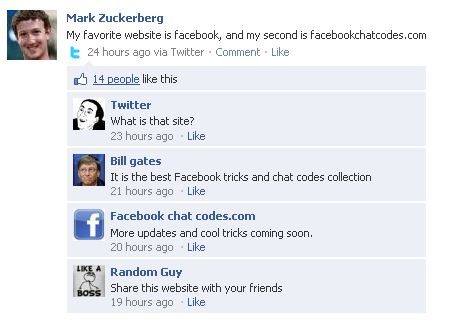 Mark Zuckerberg
My favorite website is facebook, and my second is facebookchatcodes.com
24 hours ago via Twitter · Comment · Like
14 people like this
Twitter
What is that site?
23 hours ago · Like
Bill gates
It is the best Facebook tricks and chat codes collection
21 hours ago · Like
Facebook chat codes.com
More updates and cool tricks coming soon.
20 hours ago · Like
LIKE A
BOSS
Random Guy
Share this website with your friends
19 hours ago · Like